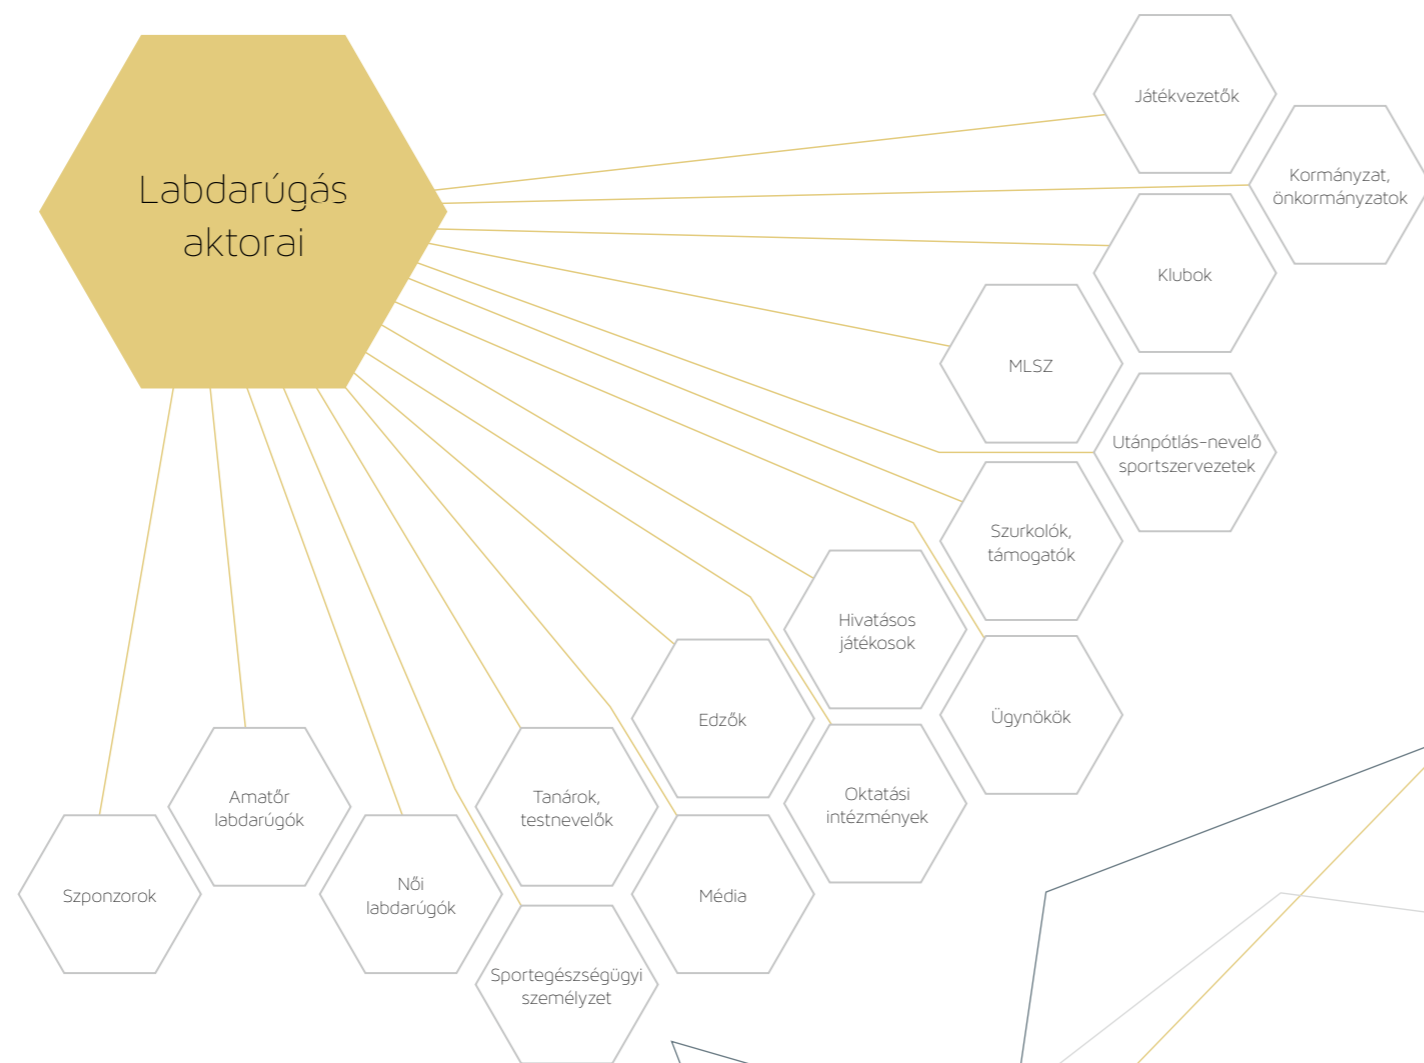 Labdarúgás
aktorai
Játékvezetők
Kormányzat,
önkormányzatok
Klubok
MLSZ
Utánpótlás-nevelő
sportszervezetek
Szurkolók,
támogatók
Hivatásos
játékosok
Ügynökök
Edzők
Oktatási
intézmények
Tanárok,
testnevelők
Média
Amatőr
labdarúgók
Női
labdarúgók
Szponzorok
Sportegészségügyi
személyzet